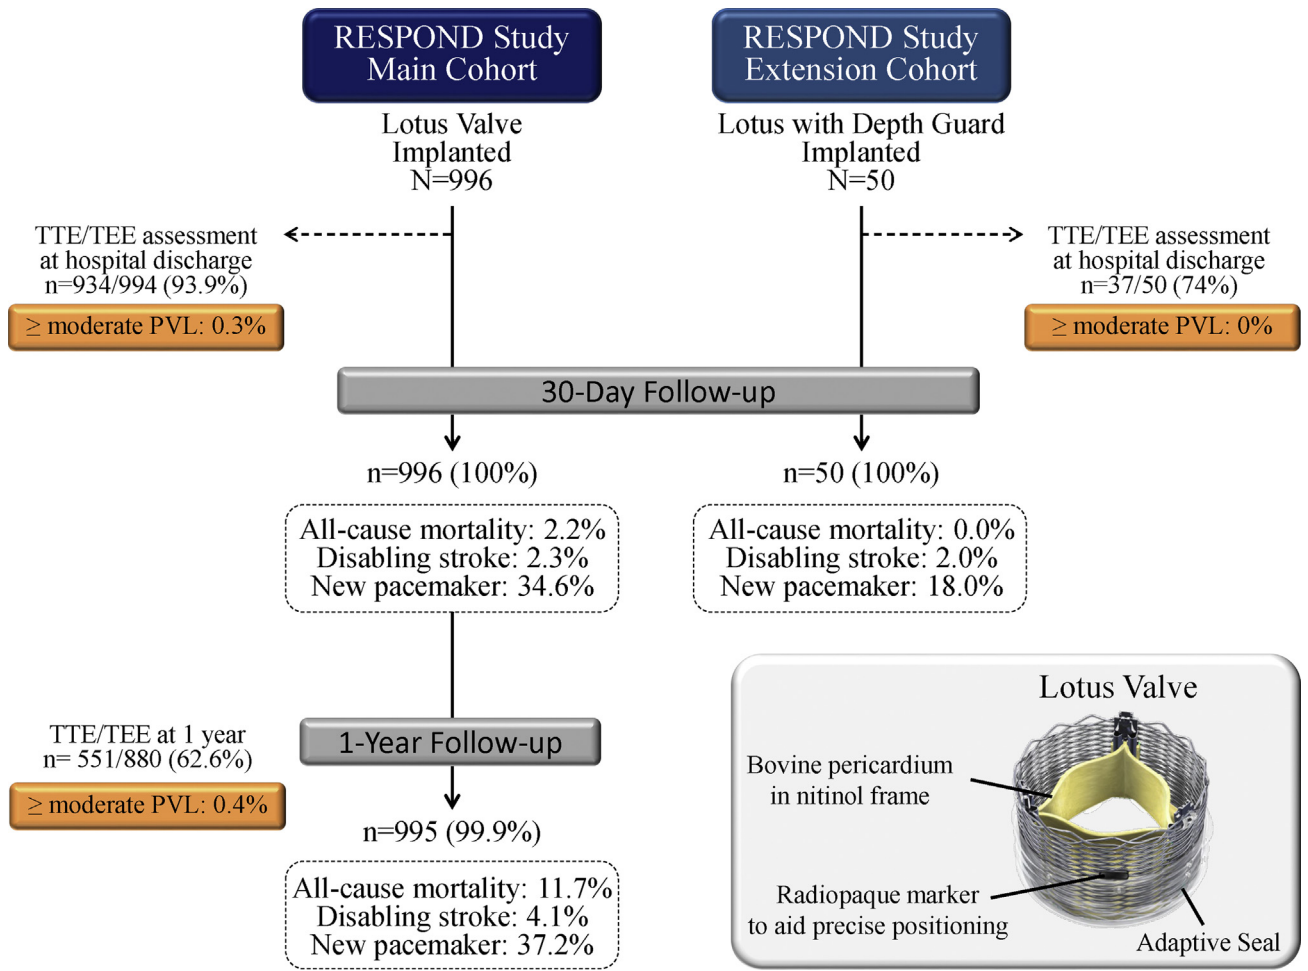 RESPOND Study
Main Cohort
RESPOND Study
Extension Cohort
Lotus Valve
Implanted
N=996
Lotus with Depth Guard
Implanted
N=50
TTE/TEE assessment
at hospital discharge
n=934/994 (93.9%)
≥ moderate PVL: 0.3%
TTE/TEE assessment
at hospital discharge
n=37/50 (74%)
≥ moderate PVL: 0%
30-Day Follow-up
n=996 (100%)
n=50 (100%)
All-cause mortality: 2.2%
Disabling stroke: 2.3%
New pacemaker: 34.6%
All-cause mortality: 0.0%
Disabling stroke: 2.0%
New pacemaker: 18.0%
TTE/TEE at 1 year
n= 551/880 (62.6%)
≥ moderate PVL: 0.4%
1-Year Follow-up
n=995 (99.9%)
All-cause mortality: 11.7%
Disabling stroke: 4.1%
New pacemaker: 37.2%
Lotus Valve
Bovine pericardium
in nitinol frame
Radiopaque marker
to aid precise positioning
Adaptive Seal